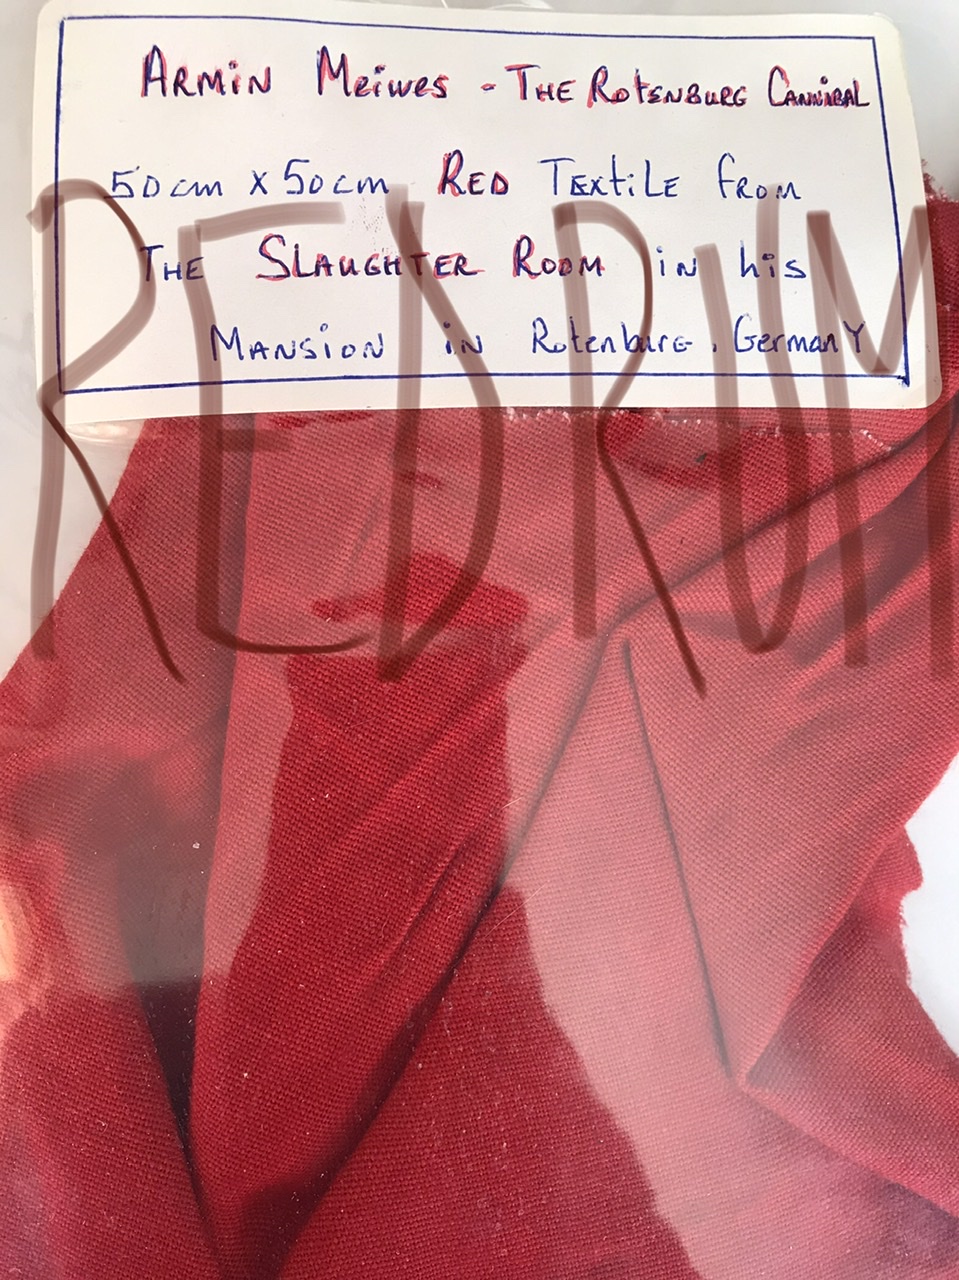 ARMIN Meiwes - THE ROTENBURG CANNIBAL
50cm x 50cm RED TEXTiLE FROM
THE SLAUGHTER ROOM iN his
MANSiON iN Rotenburg, GermanY
REDRUM